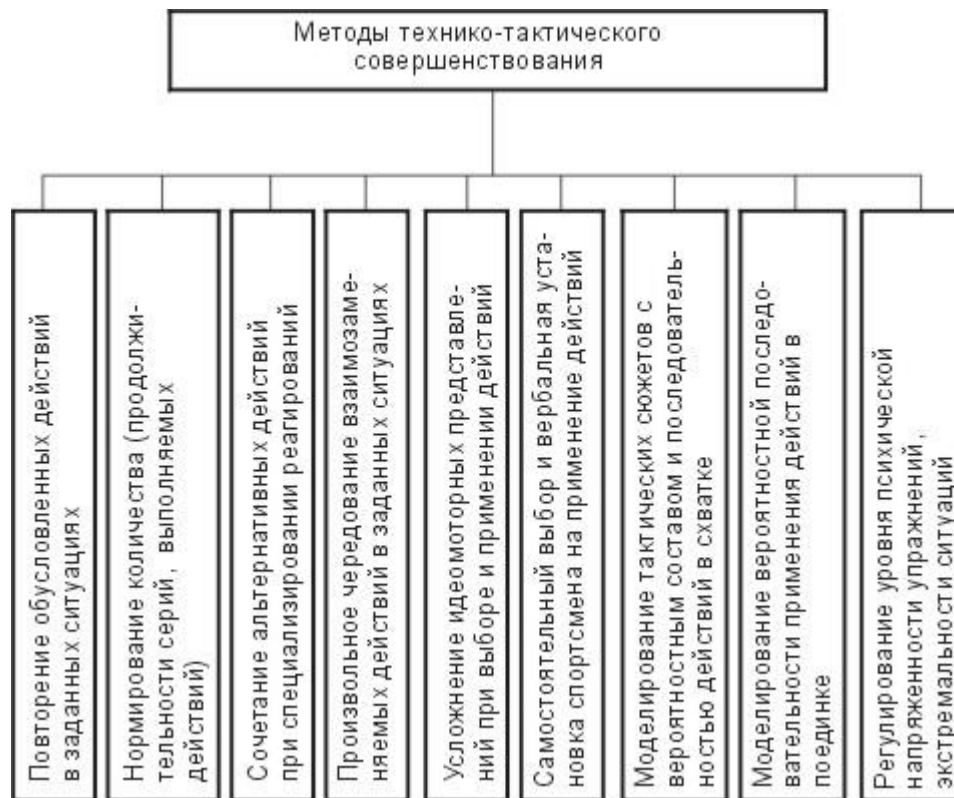 Методы технико-тактического
совершенствования
Повторение обусловленных действий
в заданных ситуациях
Нормирование количества (продолжи-
тельности серий, выполняемых
действий)
Сочетание альтернативных действий
при специализировании реагирований
Произвольное чередование взаимозаме-
няемых действий в заданных ситуациях
Усложнение идеомоторных представле-
ний при выборе и применении действий
Самостоятельный выбор и вербальная уста-
новка спортсмена на применение действий
Моделирование тактических сюжетов с
вероятностным составом и последователь-
ностью действий в схватке
Моделирование вероятностной последо-
вательности применения действий в
поединке
Регулирование уровня психической
напряженности упражнений,
экстремальности ситуаций